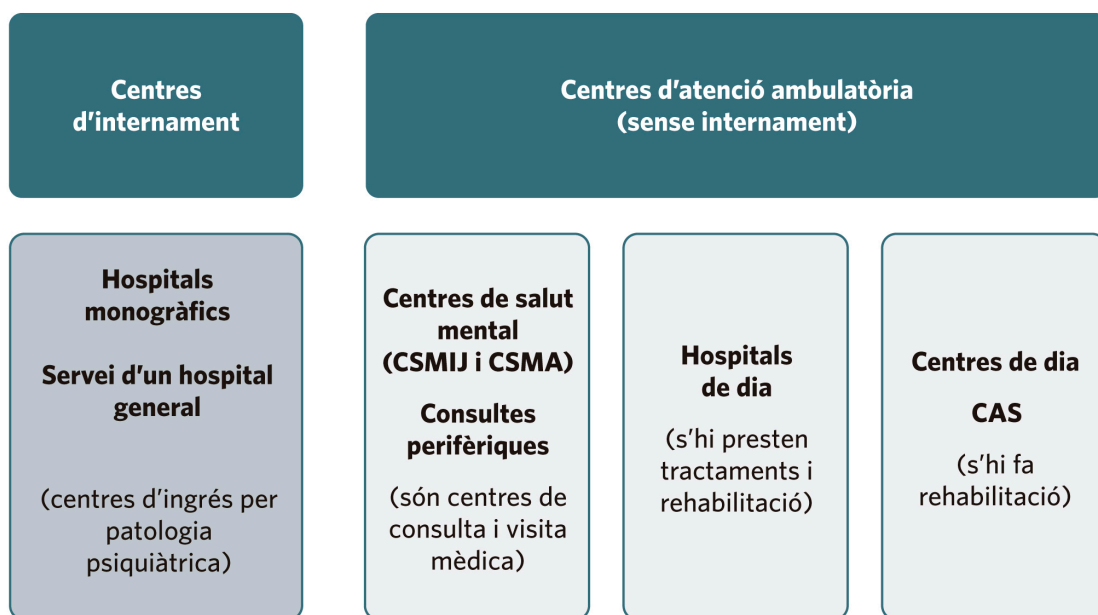 Centres
d'internament
Centres d'atenció ambulatòria
(sense internament)
Hospitals
monogràfics
Servei d'un hospital
general
(centres d'ingrés per
patologia
psiquiàtrica)
Centres de salut
mental
(CSMIJ i CSMA)
Consultes
perifèriques
(són centres de
consulta i visita
mèdica)
Hospitals
de dia
(s'hi presten
tractaments i
rehabilitació)
Centres de dia
CAS
(s'hi fa
rehabilitació)